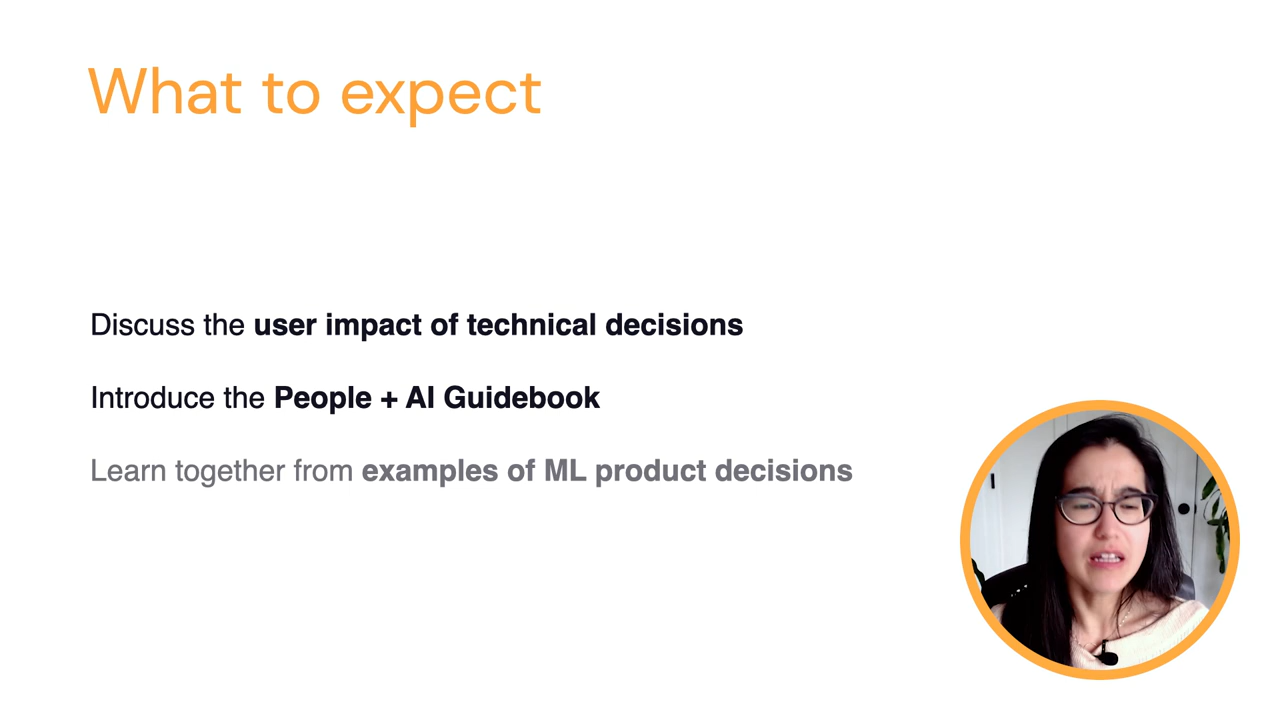 What to expect
Discuss the user impact of technical decisions
Introduce the People + AI Guidebook
Learn together from examples of ML product decisions